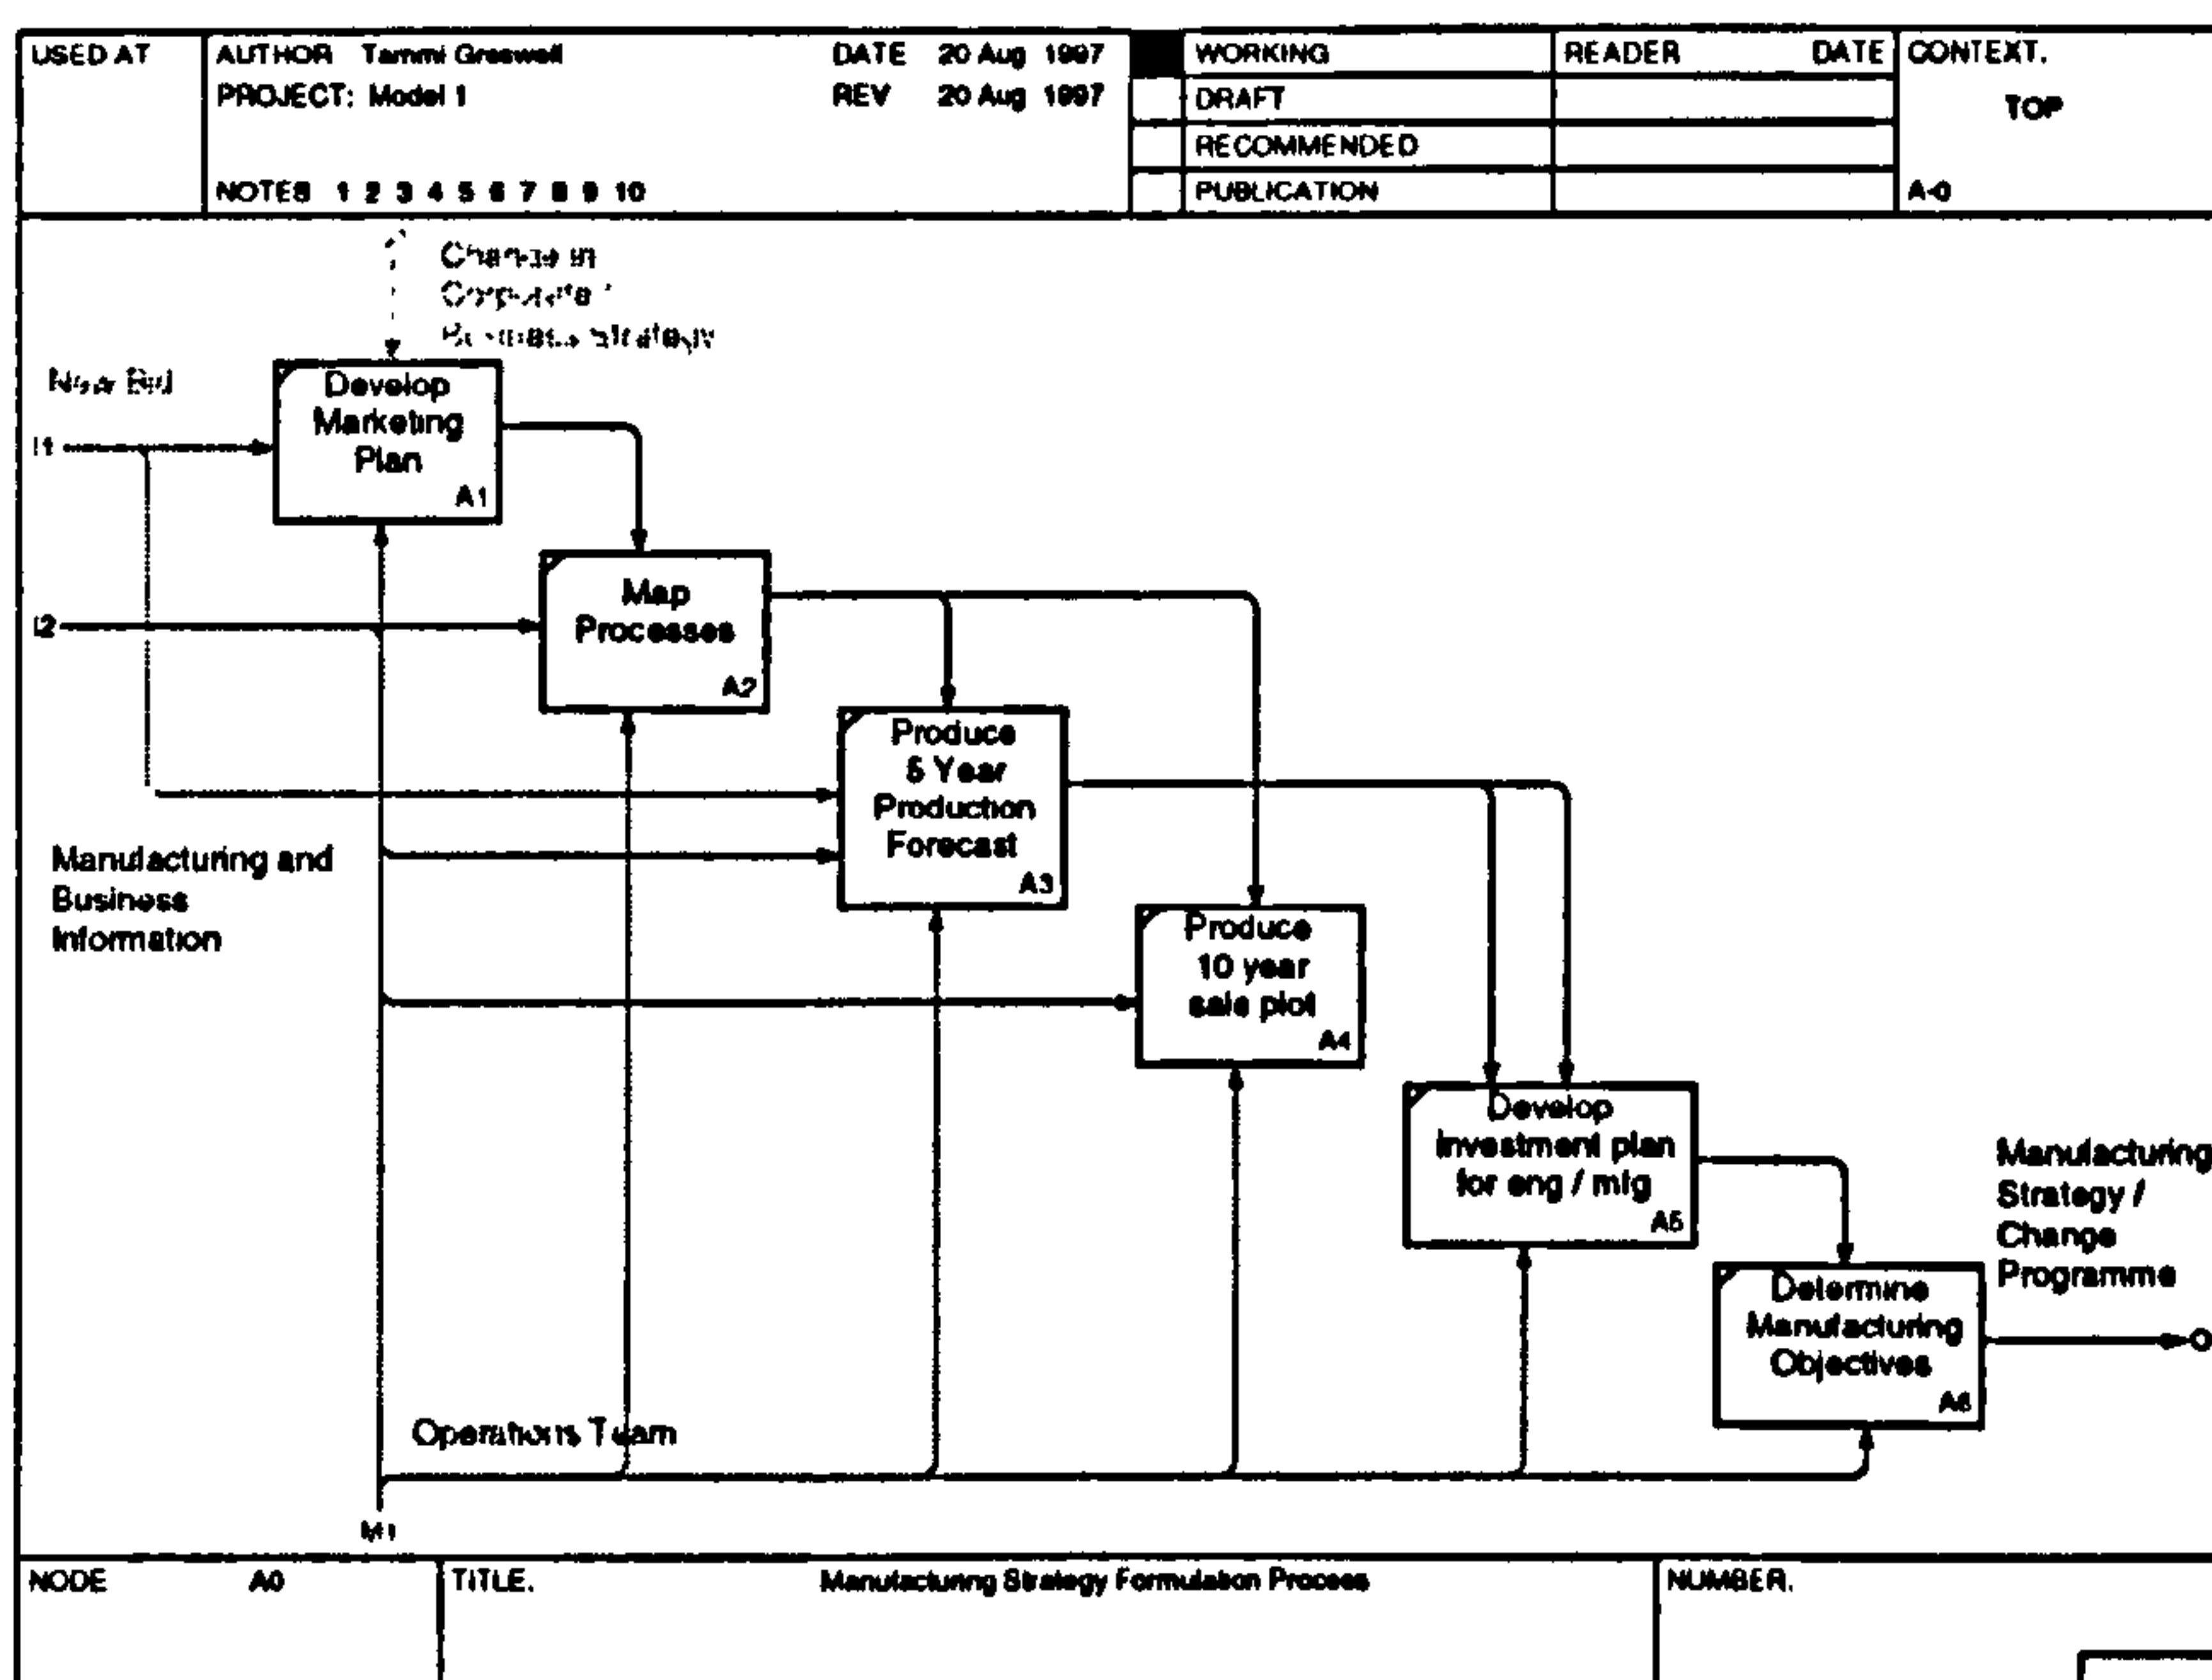 USED AT
AUTHOR Tammi Greswell
DATE 20 Aug 1997
PROJECT: Model 1
REV 20 Aug 1997
NOTES 1 2 3 4 5 6 7 8 9 10
WORKING
DRAFT
RECOMMENDED
PUBLICATION
READER DATE
CONTEXT.
TOP
A-0
Change in
Corporate /
Business Strategy
New Bid
I1
Develop
Marketing
Plan
A1
I2
Map
Processes
A2
Produce
5 Year
Production
Forecast
A3
Manufacturing and
Business
Information
Produce
10 year
sale plot
A4
Develop
investment plan
for eng / mfg
A5
Manufacturing
Strategy /
Change
Programme
Determine
Manufacturing
Objectives
A6
O
Operations Team
M1
NODE A0
TITLE.
Manufacturing Strategy Formulation Process
NUMBER.